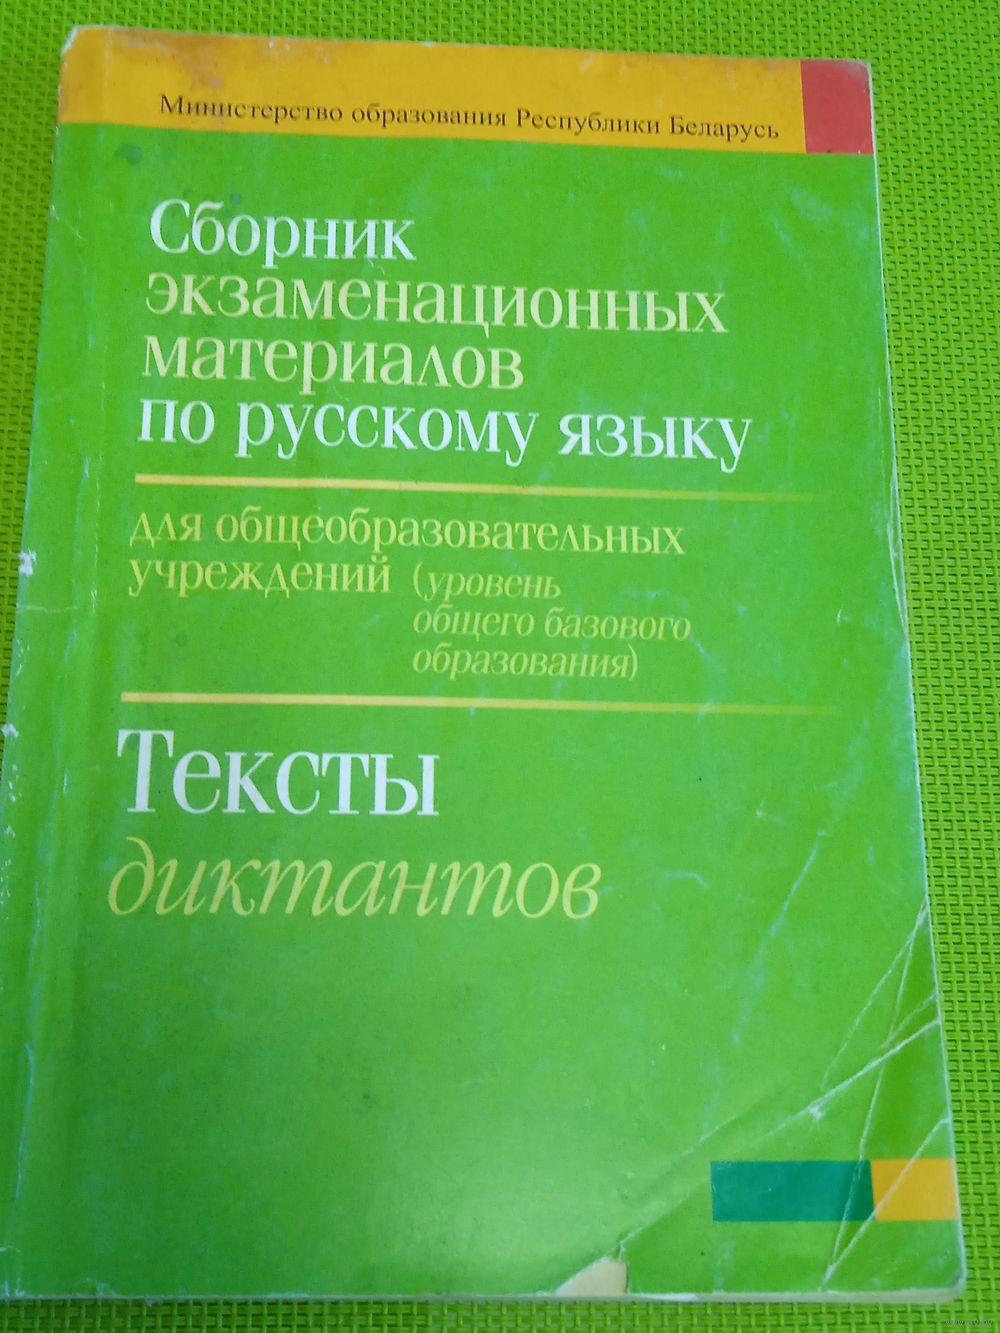 Министерство образования Республики Беларусь
Сборник
экзаменационных
материалов
по русскому языку
для общеобразовательных
учреждений (уровень
общего базового
образования)
Тексты
диктантов